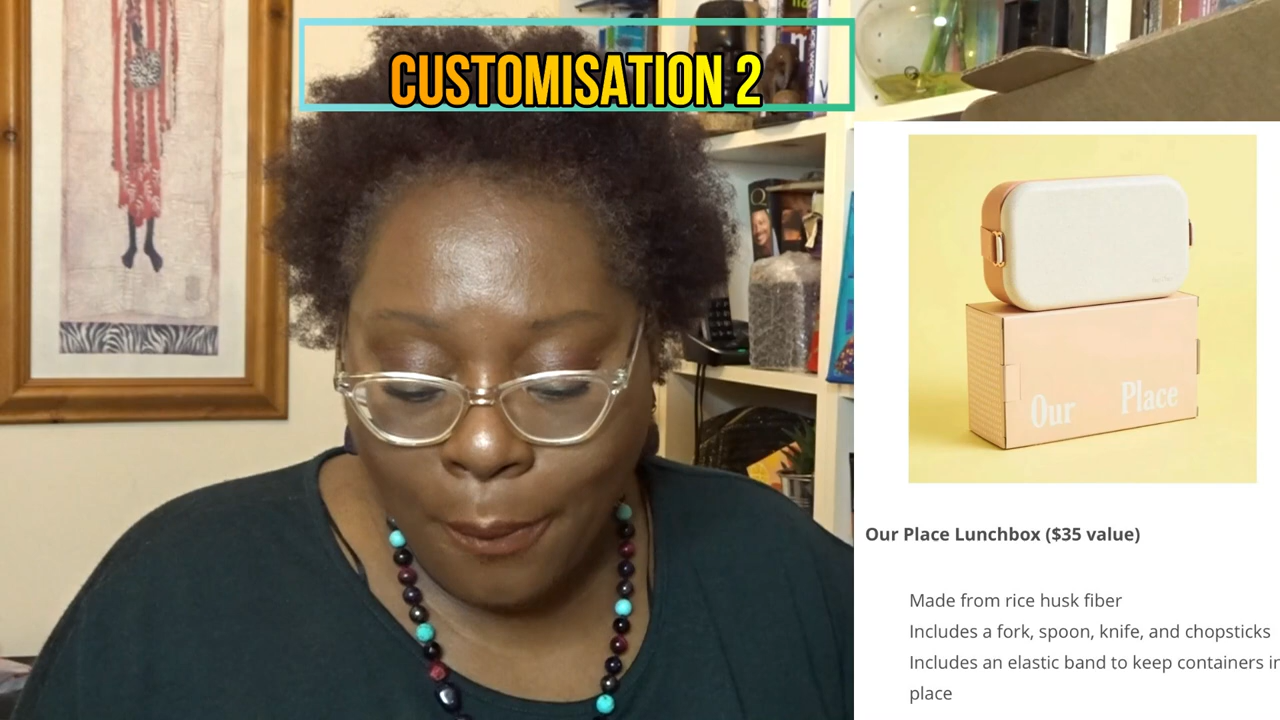 CUSTOMISATION 2
Our Place
Our Place Lunchbox ($35 value)
Made from rice husk fiber
Includes a fork, spoon, knife, and chopsticks
Includes an elastic band to keep containers in
place